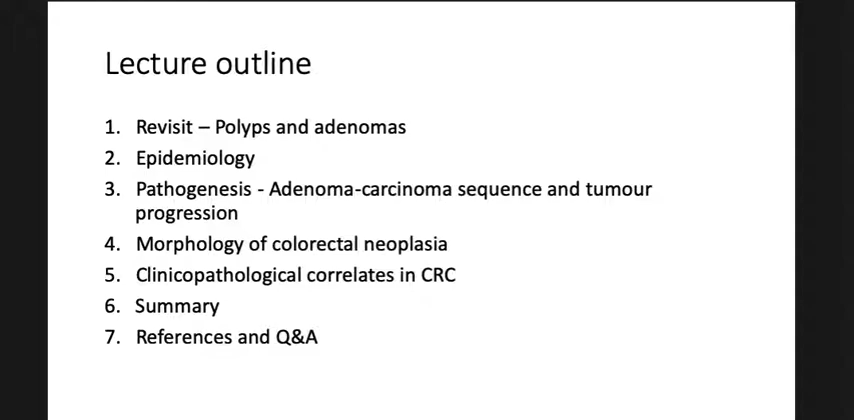 Lecture outline
1. Revisit – Polyps and adenomas
2. Epidemiology
3. Pathogenesis - Adenoma-carcinoma sequence and tumour
progression
4. Morphology of colorectal neoplasia
5. Clinicopathological correlates in CRC
6. Summary
7. References and Q&A